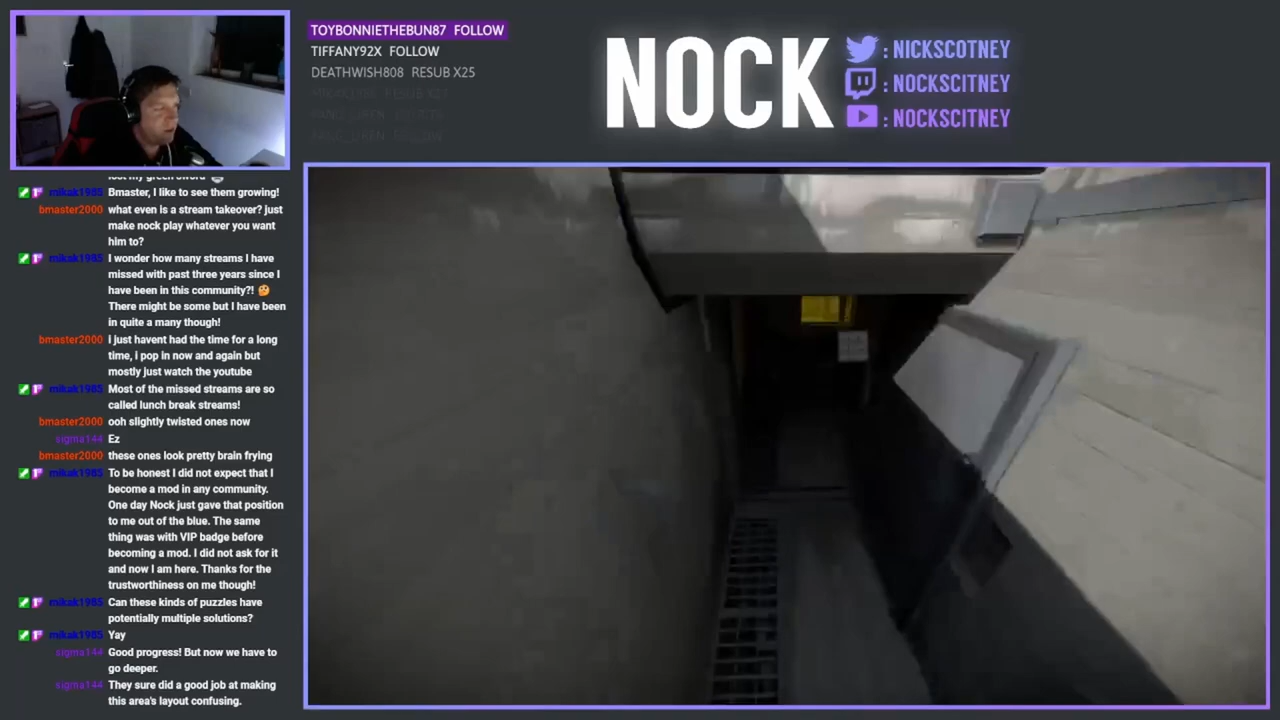 TOYBONNIETHEBUN87 FOLLOW
TIFFANY92X FOLLOW
DEATHWISH808 RESUB X25
NOCK
: NICKSCOTNEY
: NOCKSCITNEY
: NOCKSCITNEY
mikak1985 Bmaster, I like to see them growing!
bmaster2000 what even is a stream takeover? just
make nock play whatever you want
him to?
mikak1985 I wonder how many streams I have
missed with past three years since I
have been in this community?! 🤔
There might be some but I have been
in quite a many though!
bmaster2000 I just havent had the time for a long
time, i pop in now and again but
mostly just watch the youtube
mikak1985 Most of the missed streams are so
called lunch break streams!
bmaster2000 ooh slightly twisted ones now
sigma144 Ez
bmaster2000 these ones look pretty brain frying
mikak1985 To be honest I did not expect that I
become a mod in any community.
One day Nock just gave that position
to me out of the blue. The same
thing was with VIP badge before
becoming a mod. I did not ask for it
and now I am here. Thanks for the
trustworthiness on me though!
mikak1985 Can these kinds of puzzles have
potentially multiple solutions?
mikak1985 Yay
sigma144 Good progress! But now we have to
go deeper.
sigma144 They sure did a good job at making
this area's layout confusing.